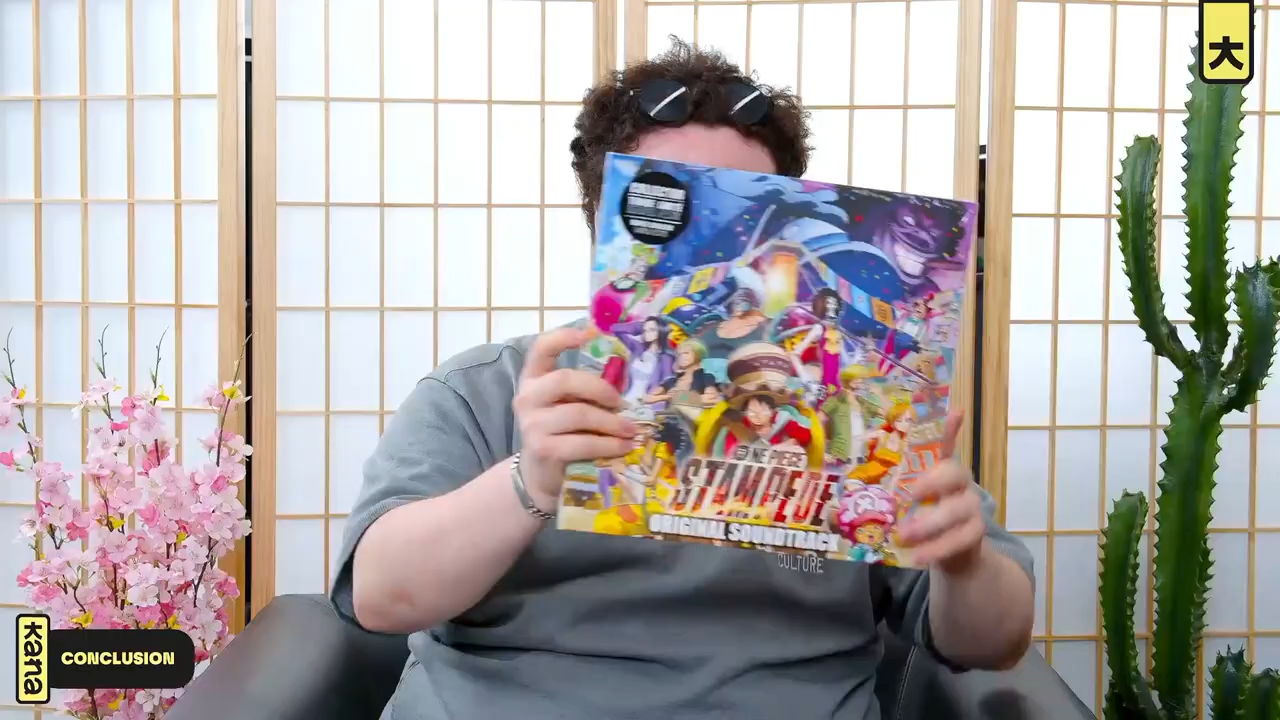 大
ONE PIECE
STAMPEDE
ORIGINAL SOUNDTRACK
CULTURE
kana
CONCLUSION